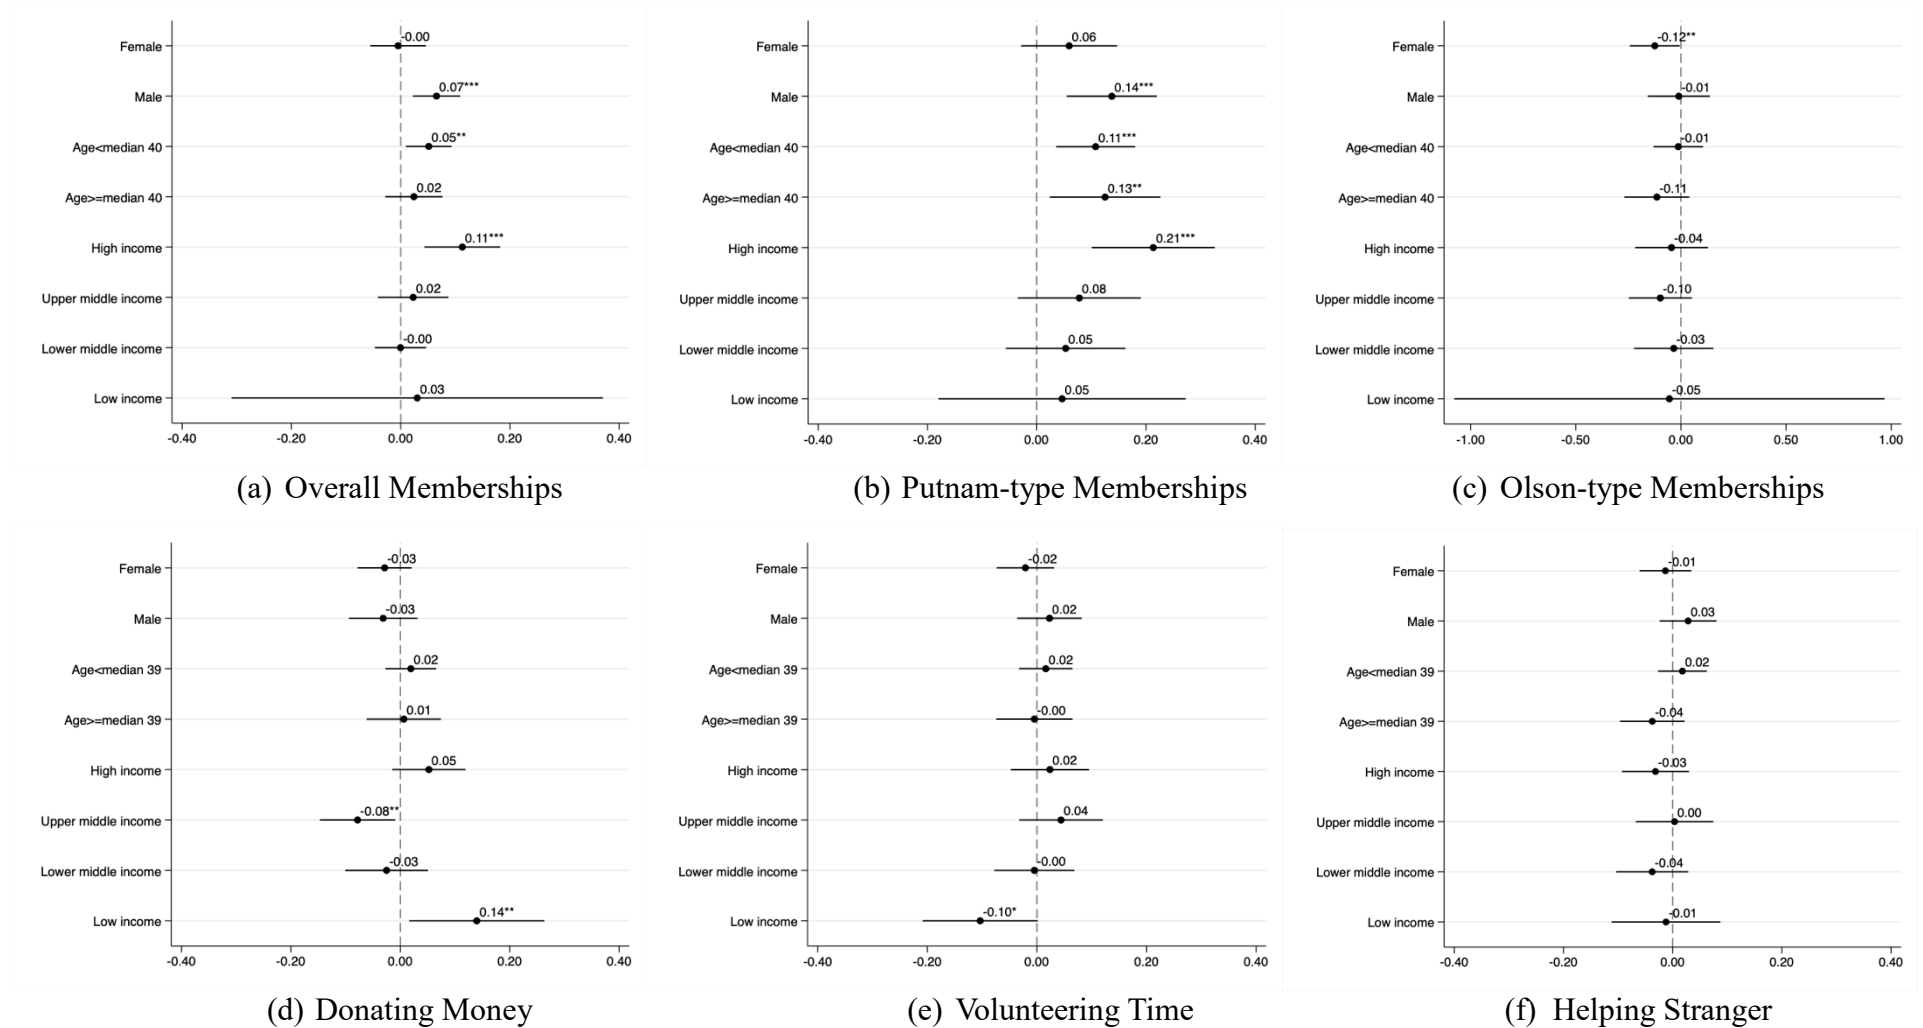 Female -0.00
Male 0.07***
Age<median 40 0.05**
Age>=median 40 0.02
High income 0.11***
Upper middle income 0.02
Lower middle income -0.00
Low income 0.03
-0.40 -0.20 0.00 0.20 0.40
(a) Overall Memberships
Female 0.06
Male 0.14***
Age<median 40 0.11***
Age>=median 40 0.13**
High income 0.21***
Upper middle income 0.08
Lower middle income 0.05
Low income 0.05
-0.40 -0.20 0.00 0.20 0.40
(b) Putnam-type Memberships
Female -0.12**
Male -0.01
Age<median 40 -0.01
Age>=median 40 -0.11
High income -0.04
Upper middle income -0.10
Lower middle income -0.03
Low income -0.05
-1.00 -0.50 0.00 0.50 1.00
(c) Olson-type Memberships
Female -0.03
Male -0.03
Age<median 39 0.02
Age>=median 39 0.01
High income 0.05
Upper middle income -0.08**
Lower middle income -0.03
Low income 0.14**
-0.40 -0.20 0.00 0.20 0.40
(d) Donating Money
Female -0.02
Male 0.02
Age<median 39 0.02
Age>=median 39 -0.00
High income 0.02
Upper middle income 0.04
Lower middle income -0.00
Low income -0.10*
-0.40 -0.20 0.00 0.20 0.40
(e) Volunteering Time
Female -0.01
Male 0.03
Age<median 39 0.02
Age>=median 39 -0.04
High income -0.03
Upper middle income 0.00
Lower middle income -0.04
Low income -0.01
-0.40 -0.20 0.00 0.20 0.40
(f) Helping Stranger